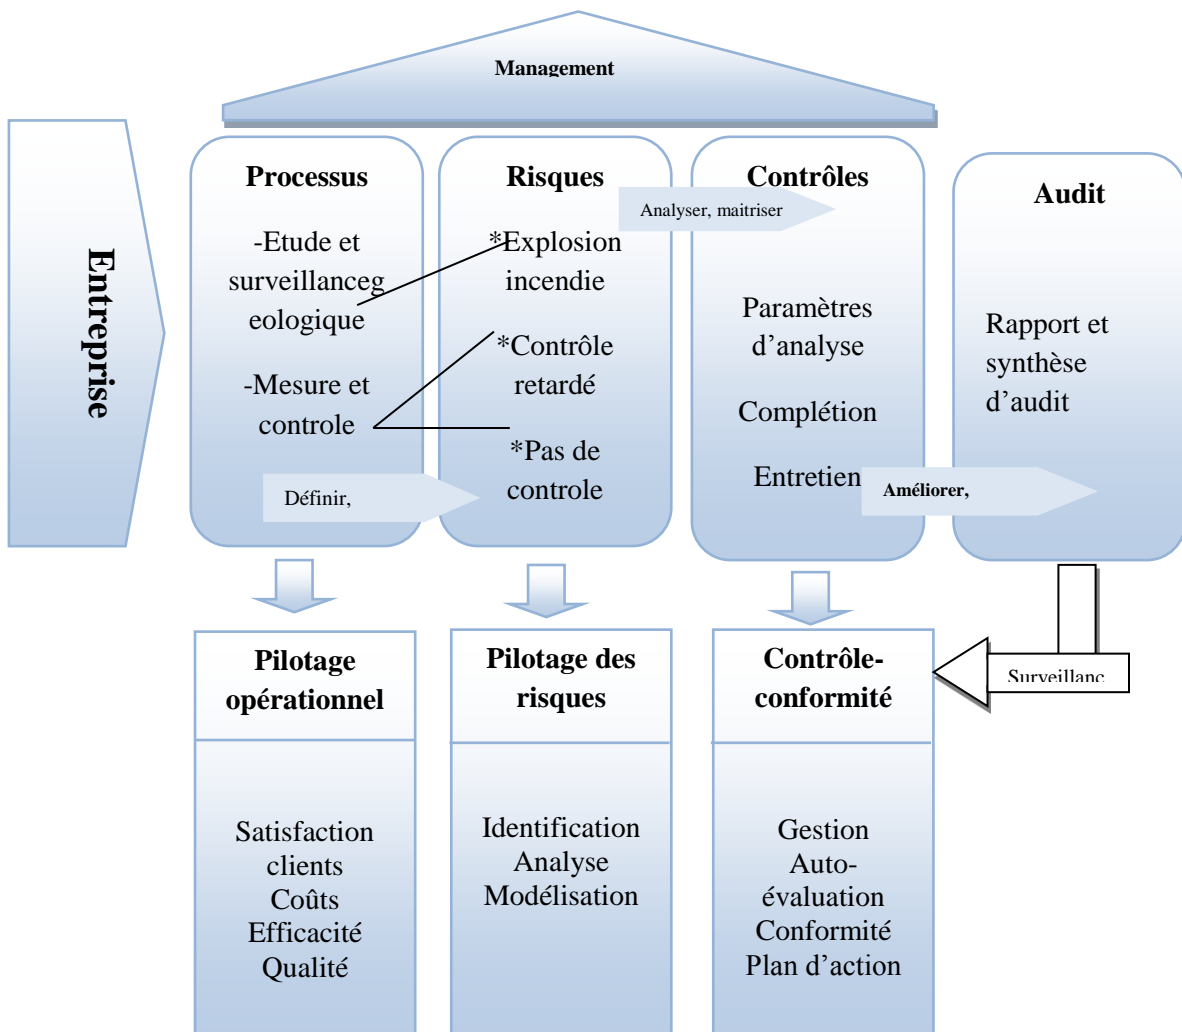 Management
Entreprise
Processus
-Etude et
surveillanceg
eologique
-Mesure et
controle
Définir,
Risques
*Explosion
incendie
*Contrôle
retardé
*Pas de
controle
Analyser, maitriser
Contrôles
Paramètres
d’analyse
Complétion
Entretien
Améliorer,
Audit
Rapport et
synthèse
d’audit
Surveillanc
Pilotage
opérationnel
Satisfaction
clients
Coûts
Efficacité
Qualité
Pilotage des
risques
Identification
Analyse
Modélisation
Contrôle-
conformité
Gestion
Auto-
évaluation
Conformité
Plan d’action